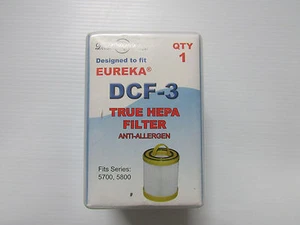 Designed to fit
QTY
EUREKA®
1
DCF-3
TRUE HEPA
FILTER
ANTI-ALLERGEN
Fits Series:
5700, 5800